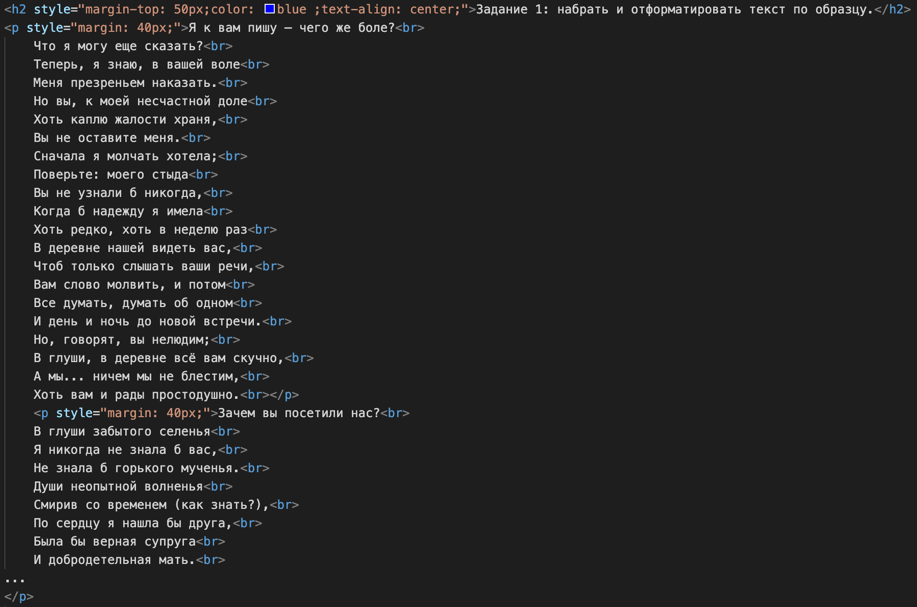 <h2 style="margin-top: 50px;color: blue ;text-align: center;">Задание 1: набрать и отформатировать текст по образцу.</h2>
<p style="margin: 40px;">Я к вам пишу – чего же боле?<br>
Что я могу еще сказать?<br>
Теперь, я знаю, в вашей воле<br>
Меня презреньем наказать.<br>
Но вы, к моей несчастной доле<br>
Хоть каплю жалости храня,<br>
Вы не оставите меня.<br>
Сначала я молчать хотела;<br>
Поверьте: моего стыда<br>
Вы не узнали б никогда,<br>
Когда б надежду я имела<br>
Хоть редко, хоть в неделю раз<br>
В деревне нашей видеть вас,<br>
Чтоб только слышать ваши речи,<br>
Вам слово молвить, и потом<br>
Все думать, думать об одном<br>
И день и ночь до новой встречи.<br>
Но, говорят, вы нелюдим;<br>
В глуши, в деревне всё вам скучно,<br>
А мы... ничем мы не блестим,<br>
Хоть вам и рады простодушно.<br></p>
<p style="margin: 40px;">Зачем вы посетили нас?<br>
В глуши забытого селенья<br>
Я никогда не знала б вас,<br>
Не знала б горького мученья.<br>
Души неопытной волненья<br>
Смирив со временем (как знать?),<br>
По сердцу я нашла бы друга,<br>
Была бы верная супруга<br>
И добродетельная мать.<br>
...
</p>